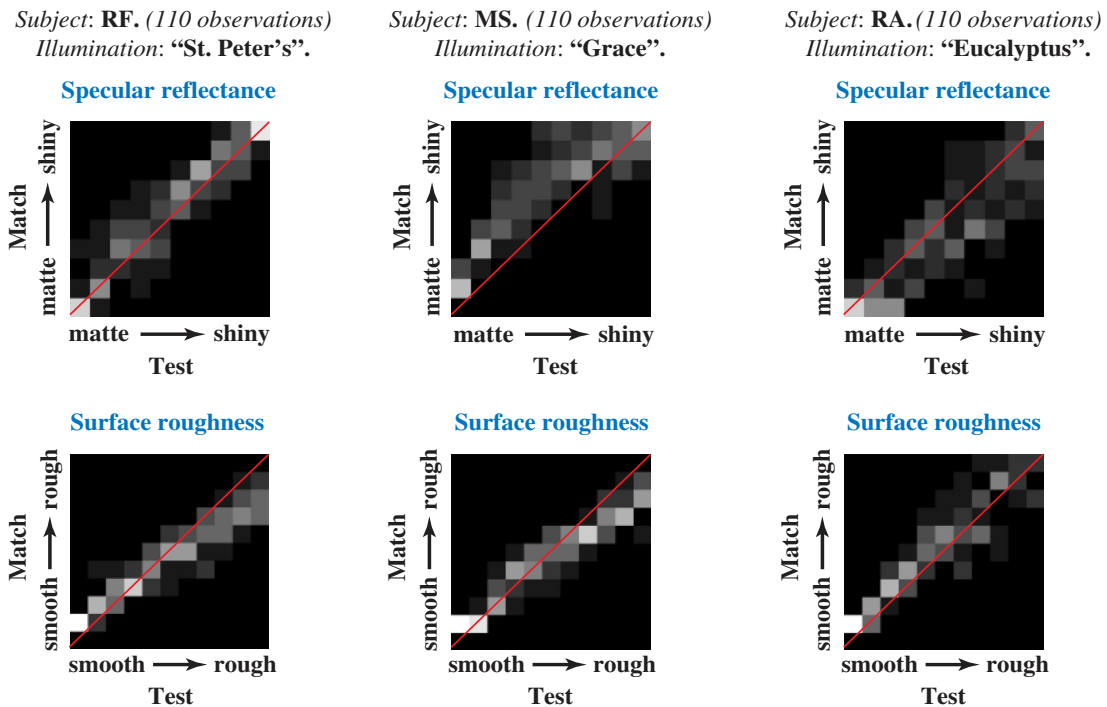 Subject: RF. (110 observations)
Illumination: “St. Peter’s”.
Specular reflectance
Match
matte shiny
matte shiny
Test
Surface roughness
Match
smooth rough
smooth rough
Test
Subject: MS. (110 observations)
Illumination: “Grace”.
Specular reflectance
Match
matte shiny
matte shiny
Test
Surface roughness
Match
smooth rough
smooth rough
Test
Subject: RA. (110 observations)
Illumination: “Eucalyptus”.
Specular reflectance
Match
matte shiny
matte shiny
Test
Surface roughness
Match
smooth rough
smooth rough
Test